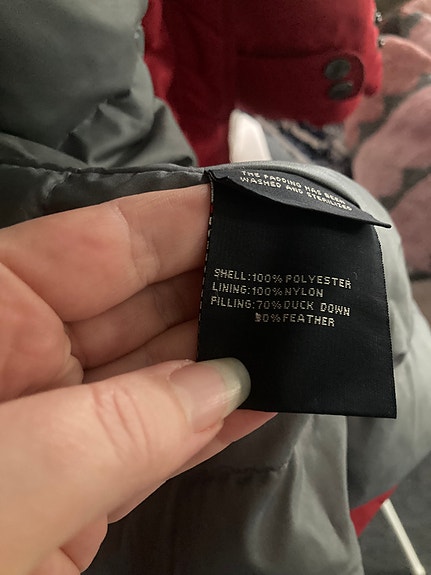 THE PADDING HAS BEEN
WASHED AND STERILIZED
SHELL:100% POLYESTER
LINING:100% NYLON
FILLING:70% DUCK DOWN
30% FEATHER